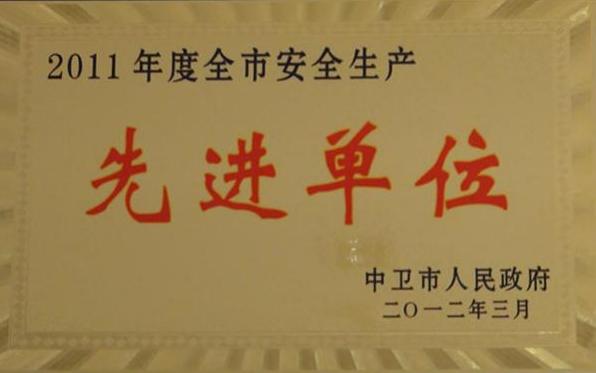 2011年度全市安全生产
先进单位
中卫市人民政府
二〇一二年三月